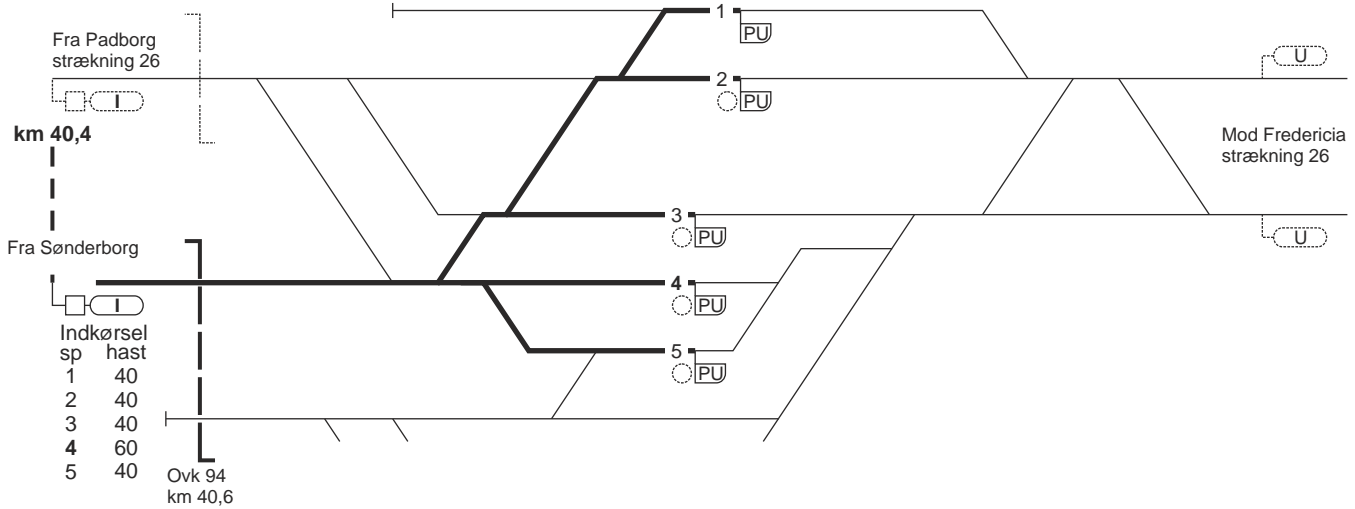 1
PU
Fra Padborg
strækning 26
2
U
I
PU
km 40,4
Mod Fredericia
strækning 26
3
PU
U
Fra Sønderborg
4
I
PU
Indkørsel
sp hast
1 40
2 40
3 40
4 60
5 40
5
PU
Ovk 94
km 40,6